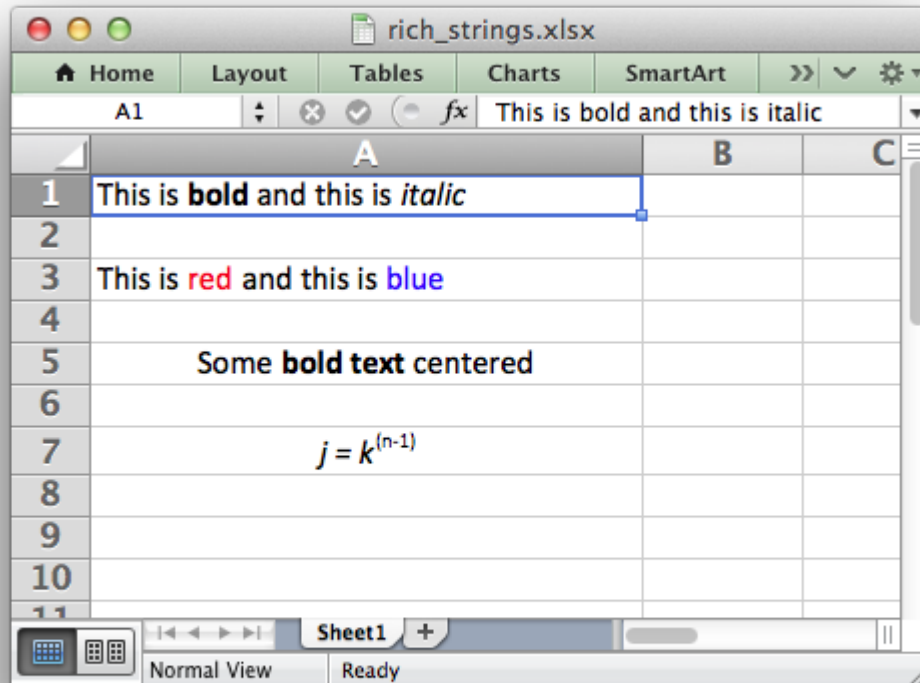 rich_strings.xlsx
Home Layout Tables Charts SmartArt
A1 fx This is bold and this is italic
A B C
1 This is bold and this is italic
2
3 This is red and this is blue
4
5 Some bold text centered
6
7 j = k⁽ⁿ⁻¹⁾
8
9
10
11
Sheet1 +
Normal View Ready